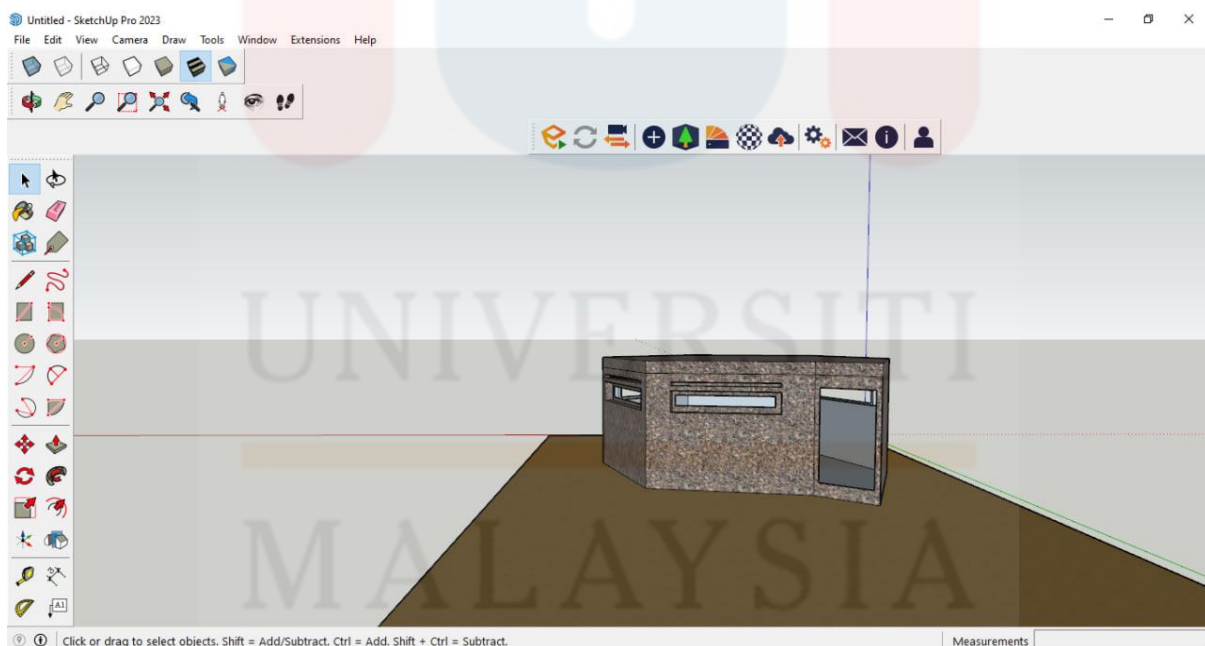 Untitled - SketchUp Pro 2023
File Edit View Camera Draw Tools Window Extensions Help
UNIVERSITI
MALAYSIA
A1
Click or drag to select objects. Shift = Add/Subtract. Ctrl = Add. Shift + Ctrl = Subtract.
Measurements